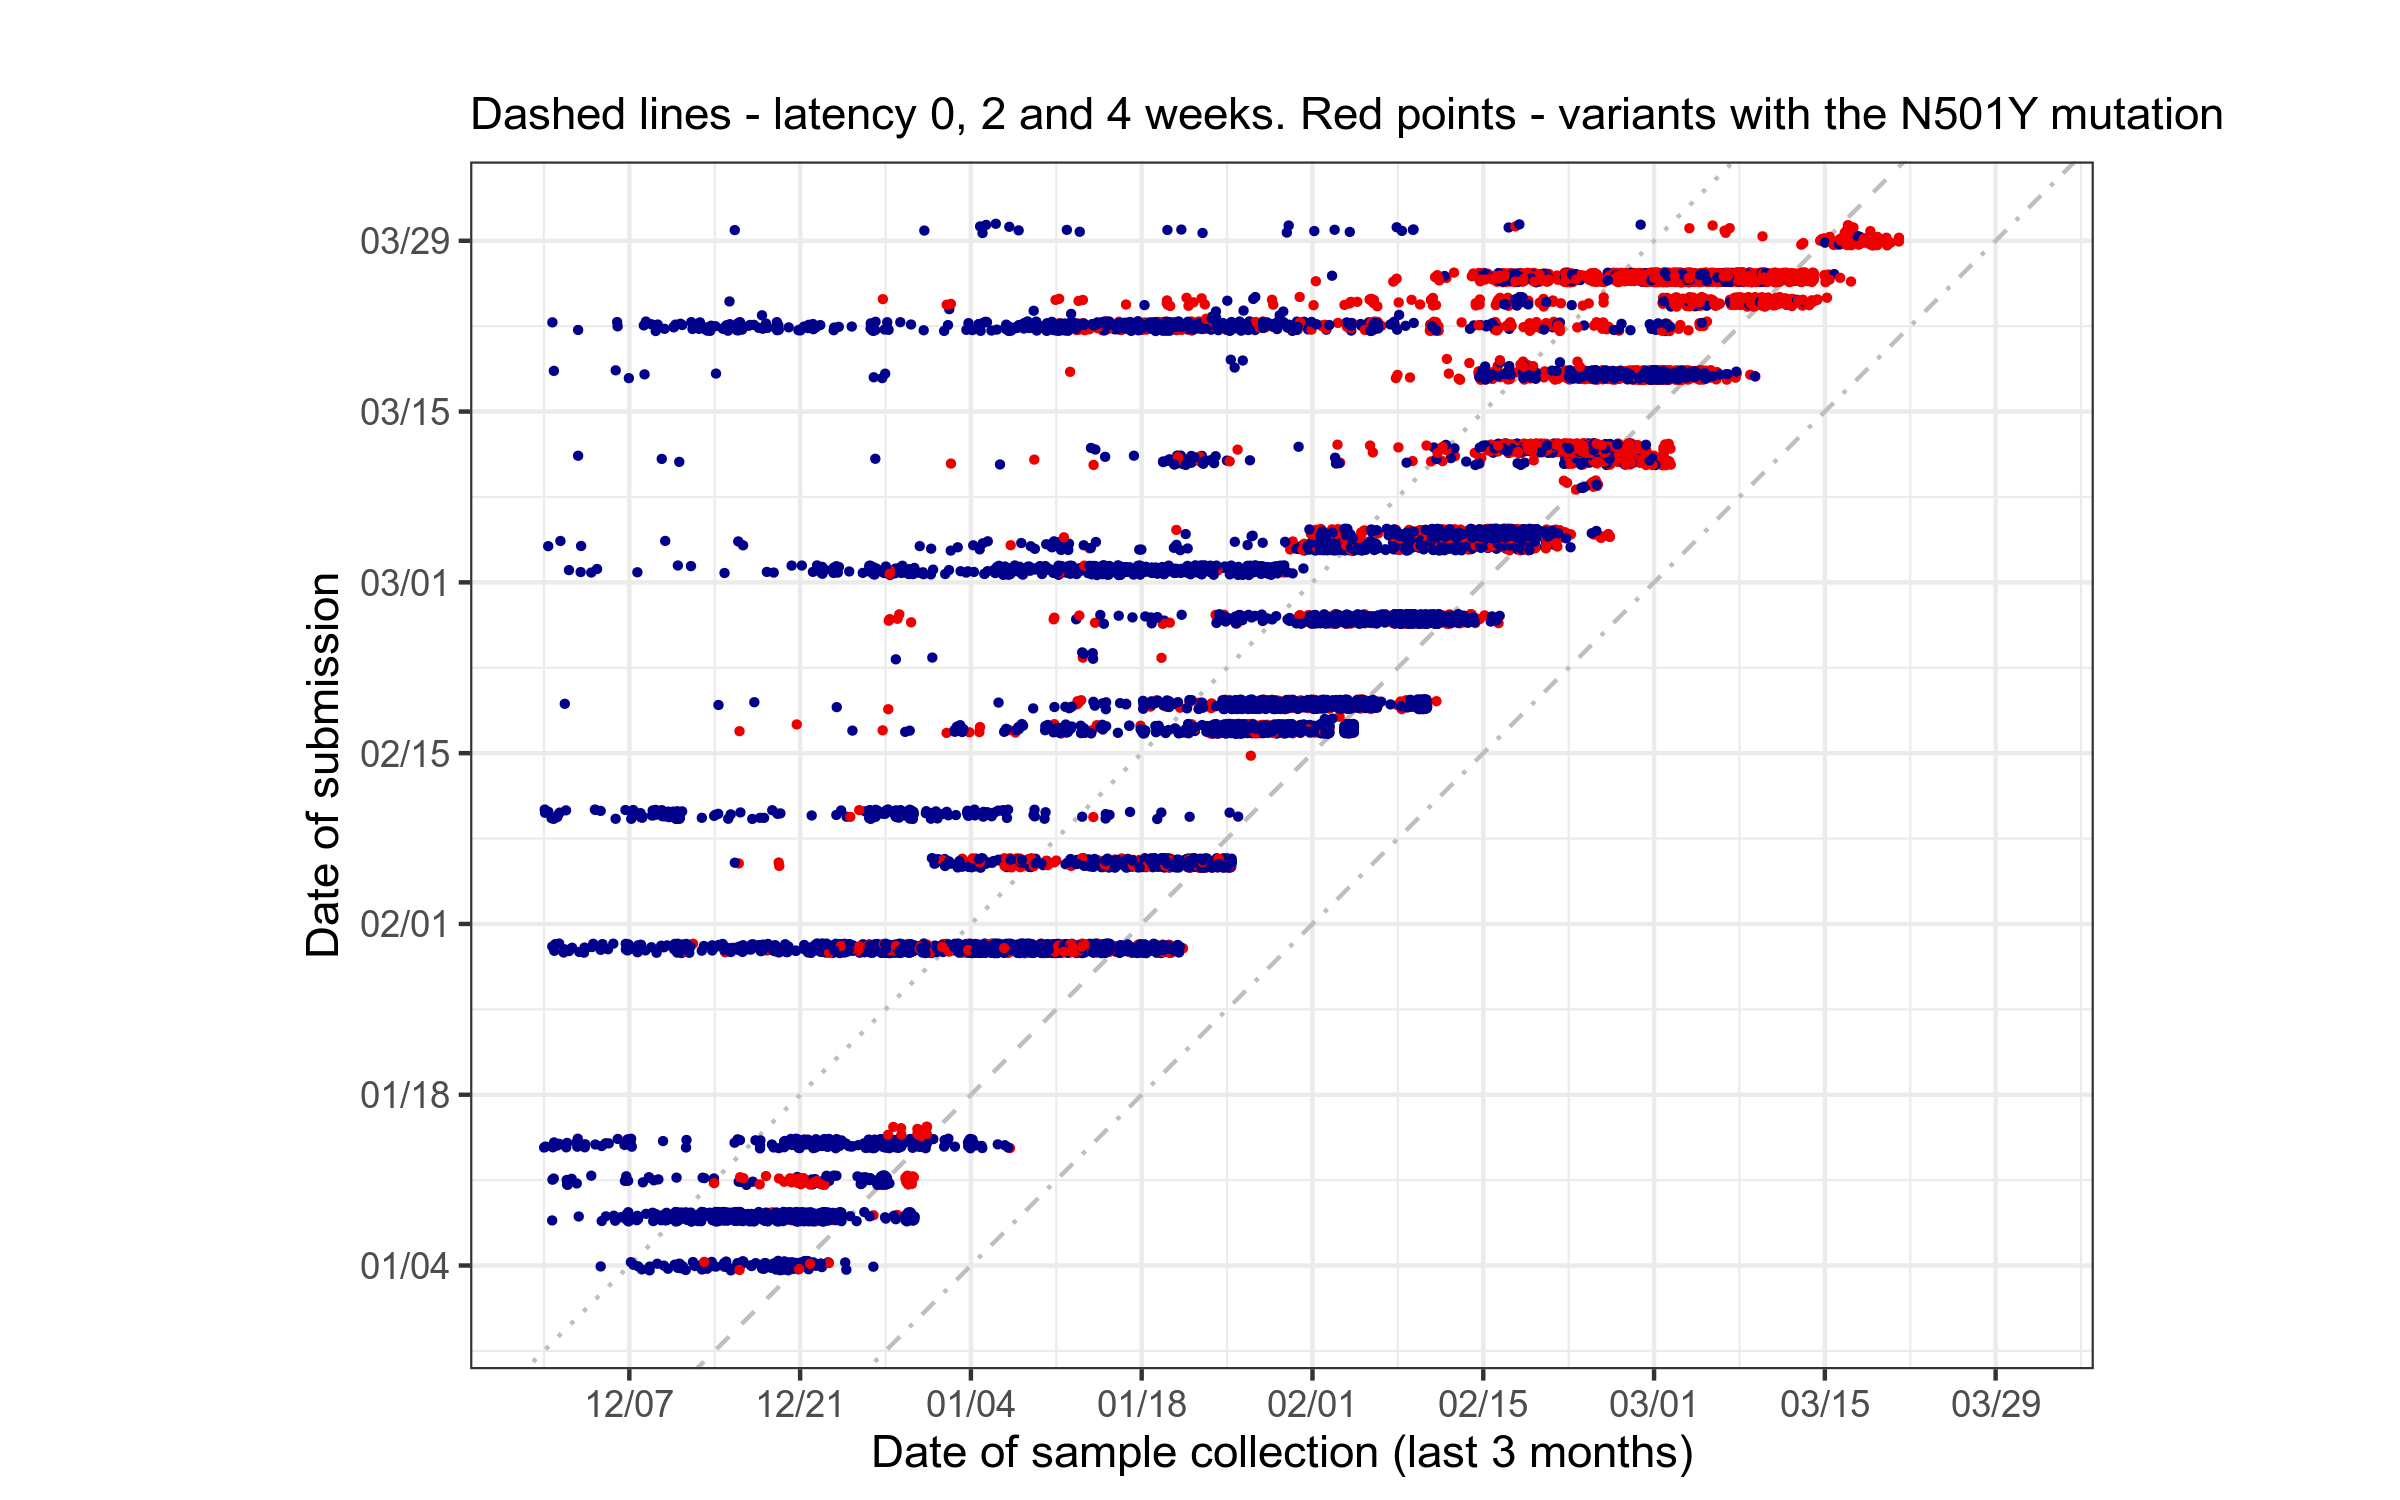 Dashed lines - latency 0, 2 and 4 weeks. Red points - variants with the N501Y mutation
Date of submission
03/29
03/15
03/01
02/15
02/01
01/18
01/04
12/07 12/21 01/04 01/18 02/01 02/15 03/01 03/15 03/29
Date of sample collection (last 3 months)